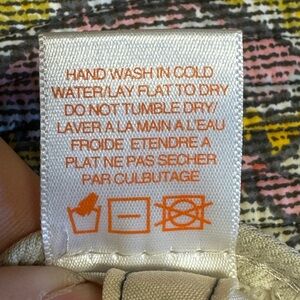 HAND WASH IN COLD
WATER/LAY FLAT TO DRY
DO NOT TUMBLE DRY/
LAVER A LA MAIN A L'EAU
FROIDE ETENDRE A
PLAT NE PAS SECHER
PAR CULBUTAGE